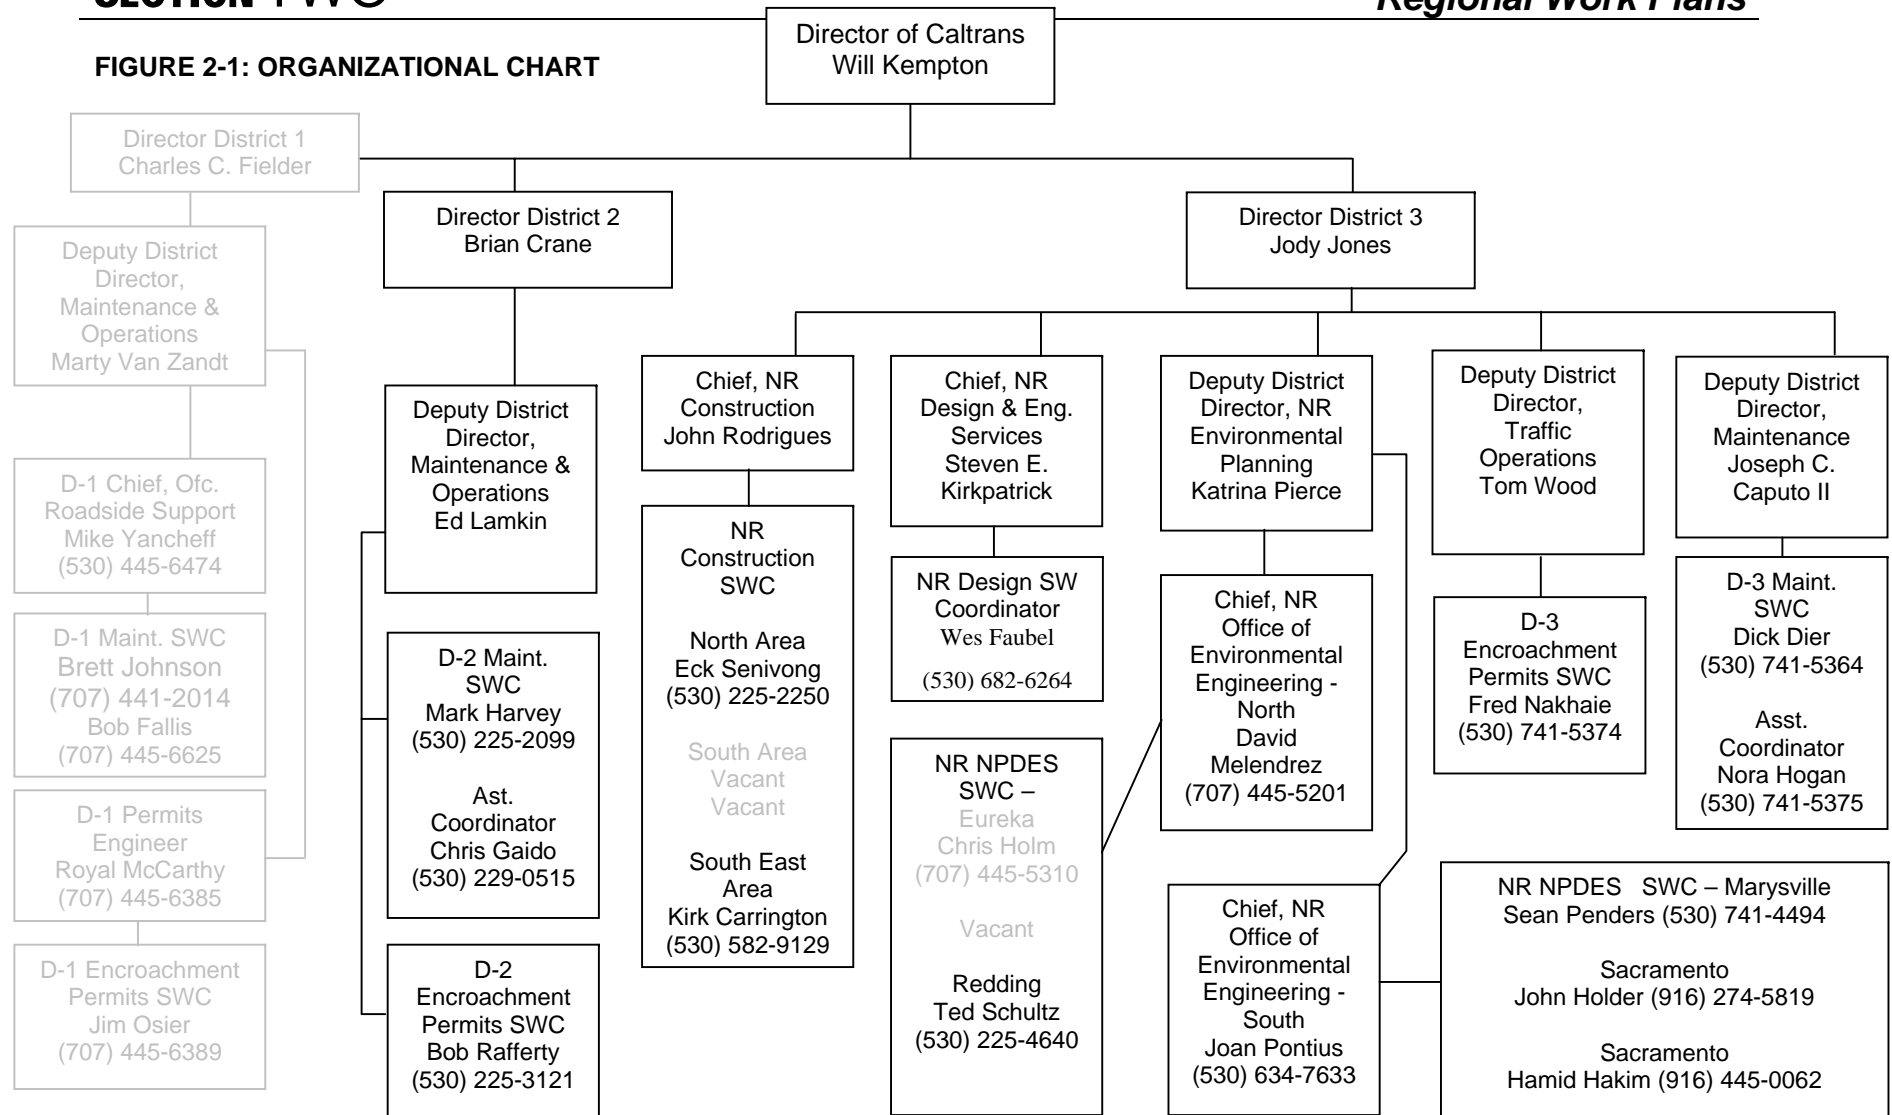 SECTION TWO
Regional Work Plans
FIGURE 2-1: ORGANIZATIONAL CHART
Director of Caltrans
Will Kempton
Director District 1
Charles C. Fielder
Director District 2
Brian Crane
Director District 3
Jody Jones
Deputy District
Director,
Maintenance &
Operations
Marty Van Zandt
D-1 Chief, Ofc.
Roadside Support
Mike Yancheff
(530) 445-6474
D-1 Maint. SWC
Brett Johnson
(707) 441-2014
Bob Fallis
(707) 445-6625
D-1 Permits
Engineer
Royal McCarthy
(707) 445-6385
D-1 Encroachment
Permits SWC
Jim Osier
(707) 445-6389
Deputy District
Director,
Maintenance &
Operations
Ed Lamkin
D-2 Maint.
SWC
Mark Harvey
(530) 225-2099
Ast.
Coordinator
Chris Gaido
(530) 229-0515
D-2
Encroachment
Permits SWC
Bob Rafferty
(530) 225-3121
Chief, NR
Construction
John Rodrigues
NR
Construction
SWC
North Area
Eck Senivong
(530) 225-2250
South Area
Vacant
Vacant
South East
Area
Kirk Carrington
(530) 582-9129
Chief, NR
Design & Eng.
Services
Steven E.
Kirkpatrick
NR Design SW
Coordinator
Wes Faubel
(530) 682-6264
NR NPDES
SWC –
Eureka
Chris Holm
(707) 445-5310
Vacant
Redding
Ted Schultz
(530) 225-4640
Deputy District
Director, NR
Environmental
Planning
Katrina Pierce
Chief, NR
Office of
Environmental
Engineering -
North
David
Melendrez
(707) 445-5201
Chief, NR
Office of
Environmental
Engineering -
South
Joan Pontius
(530) 634-7633
Deputy District
Director,
Traffic
Operations
Tom Wood
D-3
Encroachment
Permits SWC
Fred Nakhaie
(530) 741-5374
Deputy District
Director,
Maintenance
Joseph C.
Caputo II
D-3 Maint.
SWC
Dick Dier
(530) 741-5364
Asst.
Coordinator
Nora Hogan
(530) 741-5375
NR NPDES SWC – Marysville
Sean Penders (530) 741-4494
Sacramento
John Holder (916) 274-5819
Sacramento
Hamid Hakim (916) 445-0062